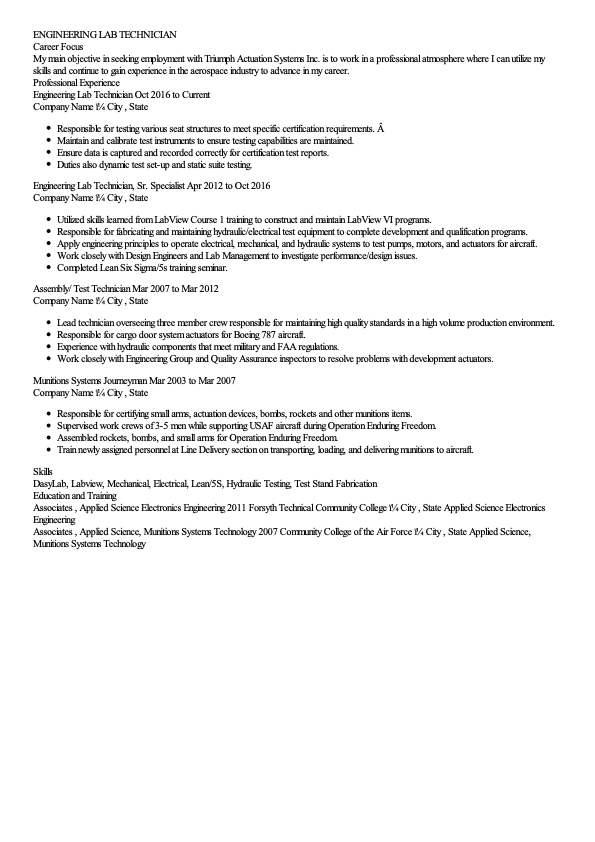 ENGINEERING LAB TECHNICIAN
Career Focus
My main objective in seeking employment with Triumph Actuation Systems Inc. is to work in a professional atmosphere where I can utilize my
skills and continue to gain experience in the aerospace industry to advance in my career.
Professional Experience
Engineering Lab Technician Oct 2016 to Current
Company Name ï¼ City , State
• Responsible for testing various seat structures to meet specific certification requirements. Â
• Maintain and calibrate test instruments to ensure testing capabilities are maintained.
• Ensure data is captured and recorded correctly for certification test reports.
• Duties also dynamic test set-up and static suite testing.
Engineering Lab Technician, Sr. Specialist Apr 2012 to Oct 2016
Company Name ï¼ City , State
• Utilized skills learned from LabView Course 1 training to construct and maintain LabView VI programs.
• Responsible for fabricating and maintaining hydraulic/electrical test equipment to complete development and qualification programs.
• Apply engineering principles to operate electrical, mechanical, and hydraulic systems to test pumps, motors, and actuators for aircraft.
• Work closely with Design Engineers and Lab Management to investigate performance/design issues.
• Completed Lean Six Sigma/5s training seminar.
Assembly/ Test Technician Mar 2007 to Mar 2012
Company Name ï¼ City , State
• Lead technician overseeing three member crew responsible for maintaining high quality standards in a high volume production environment.
• Responsible for cargo door system actuators for Boeing 787 aircraft.
• Experience with hydraulic components that meet military and FAA regulations.
• Work closely with Engineering Group and Quality Assurance inspectors to resolve problems with development actuators.
Munitions Systems Journeyman Mar 2003 to Mar 2007
Company Name ï¼ City , State
• Responsible for certifying small arms, actuation devices, bombs, rockets and other munitions items.
• Supervised work crews of 3-5 men while supporting USAF aircraft during Operation Enduring Freedom.
• Assembled rockets, bombs, and small arms for Operation Enduring Freedom.
• Train newly assigned personnel at Line Delivery section on transporting, loading, and delivering munitions to aircraft.
Skills
DasyLab, Labview, Mechanical, Electrical, Lean/5S, Hydraulic Testing, Test Stand Fabrication
Education and Training
Associates , Applied Science Electronics Engineering 2011 Forsyth Technical Community College ï¼ City , State Applied Science Electronics
Engineering
Associates , Applied Science, Munitions Systems Technology 2007 Community College of the Air Force ï¼ City , State Applied Science,
Munitions Systems Technology